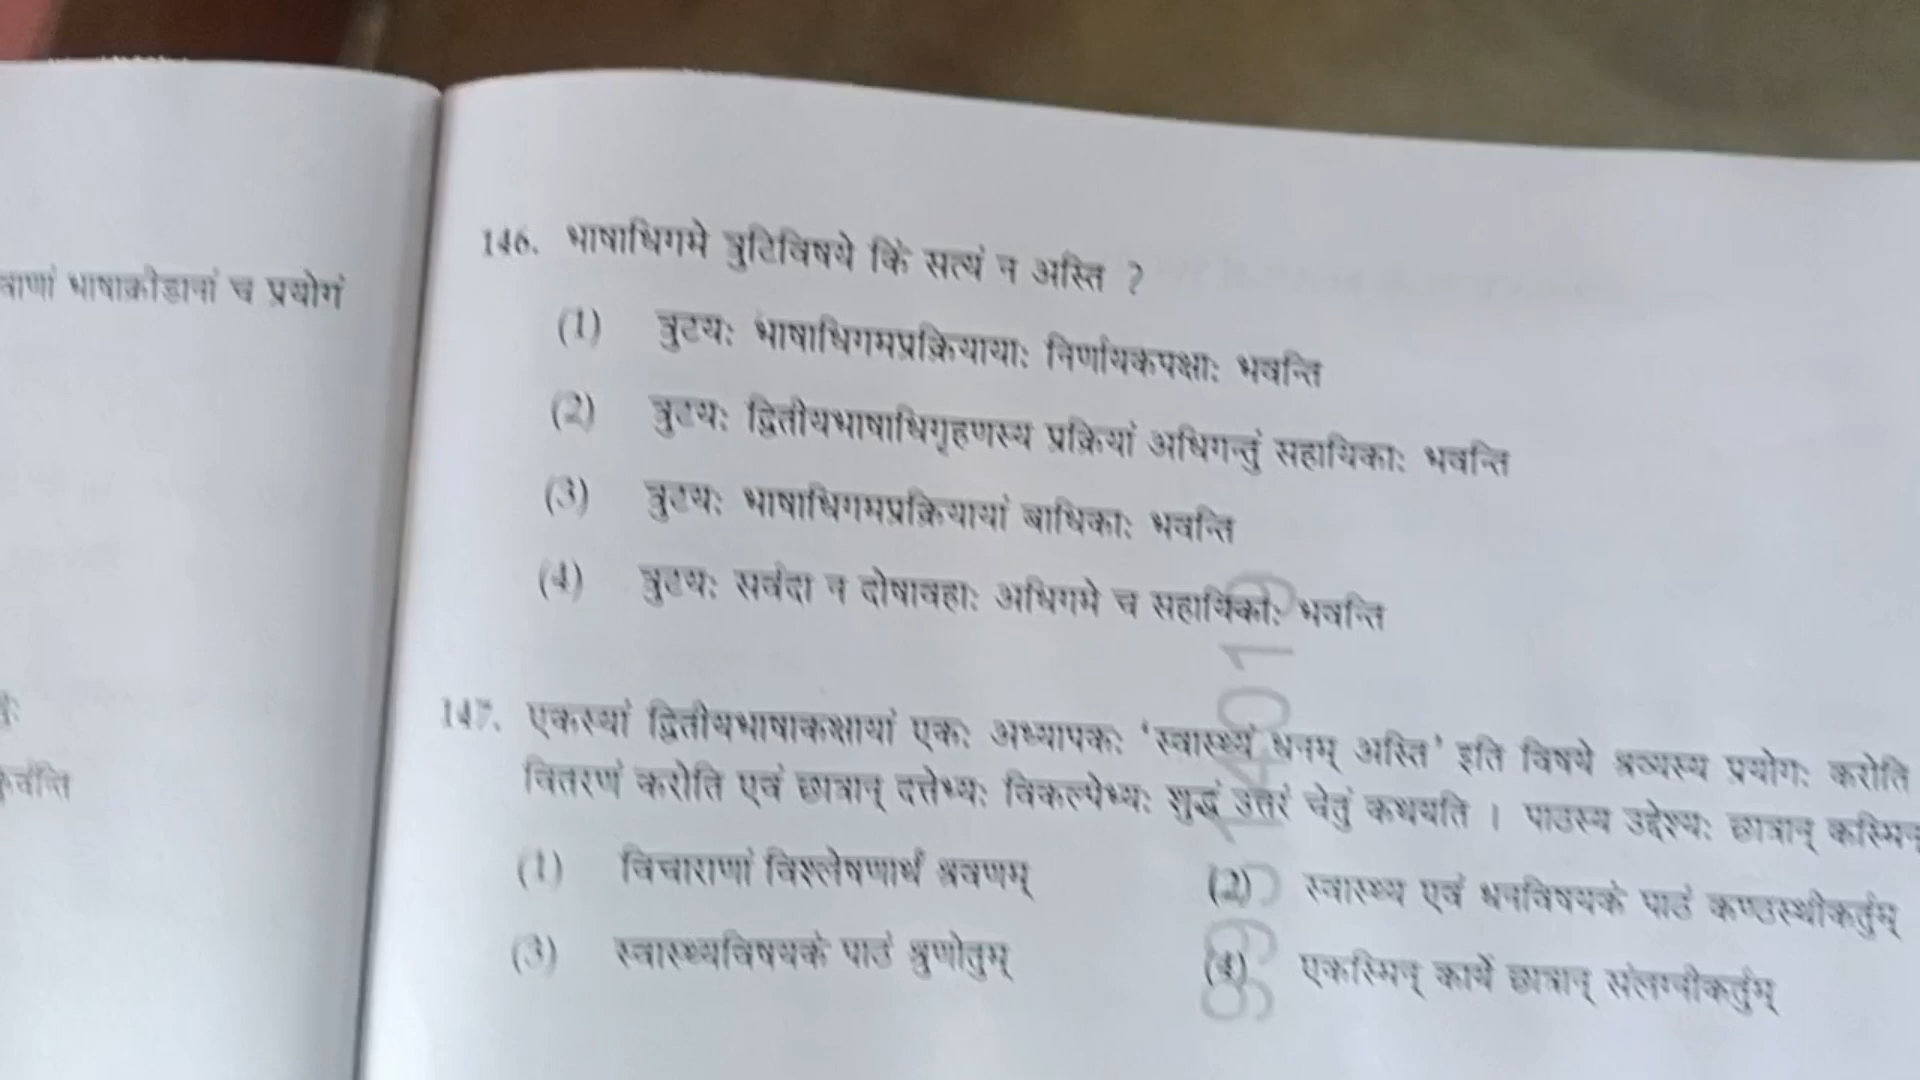 त्राणां भाषाक्रीडानां च प्रयोगं
कुर्वन्ति
146. भाषाधिगमे त्रुटिविषये किं सत्यं न अस्ति ?
(1) त्रुटयः भाषाधिगमप्रक्रियायाः निर्णायकपक्षाः भवन्ति
(2) त्रुटयः द्वितीयभाषाधिगृहणस्य प्रक्रियां अधिगन्तुं सहायिकाः भवन्ति
(3) त्रुटयः भाषाधिगमप्रक्रियायां बाधिकाः भवन्ति
(4) त्रुटयः सर्वदा न दोषावहाः अधिगमे च सहायिकाः भवन्ति
147. एकस्यां द्वितीयभाषाकक्षायां एकः अध्यापकः ‘स्वास्थ्यं धनम् अस्ति’ इति विषये श्रव्यस्य प्रयोगः करोति
वितरणं करोति एवं छात्रान् दत्तेभ्यः विकल्पेभ्यः शुद्धं उत्तरं चेतुं कथयति । पाठस्य उद्देश्यः छात्रान् कस्मिन्
(1) विचाराणां विश्लेषणार्थं श्रवणम् (2) स्वास्थ्य एवं धनविषयकं पाठं कण्ठस्थीकर्तुम्
(3) स्वास्थ्यविषयकं पाठं श्रुणोतुम् (4) एकस्मिन् कार्ये छात्रान् संलग्नीकर्तुम्